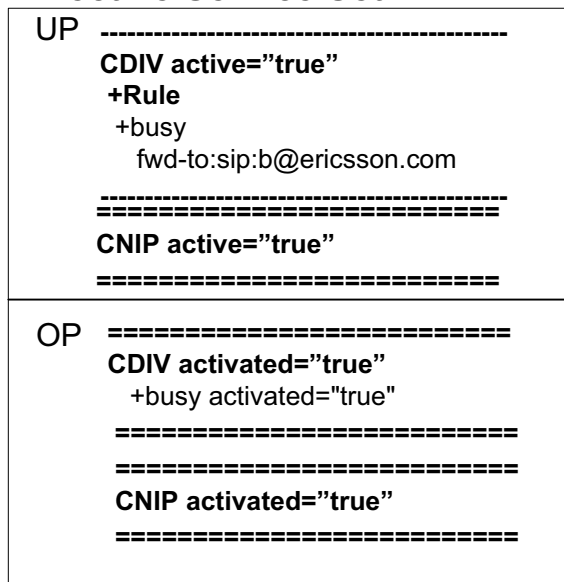 UP ----------------------------------------------
CDIV active=”true”
+Rule
+busy
fwd-to:sip:b@ericsson.com
----------------------------------------------
==========================
CNIP active=”true”
==========================
OP ==========================
CDIV activated=”true”
+busy activated="true"
==========================
==========================
CNIP activated=”true”
==========================